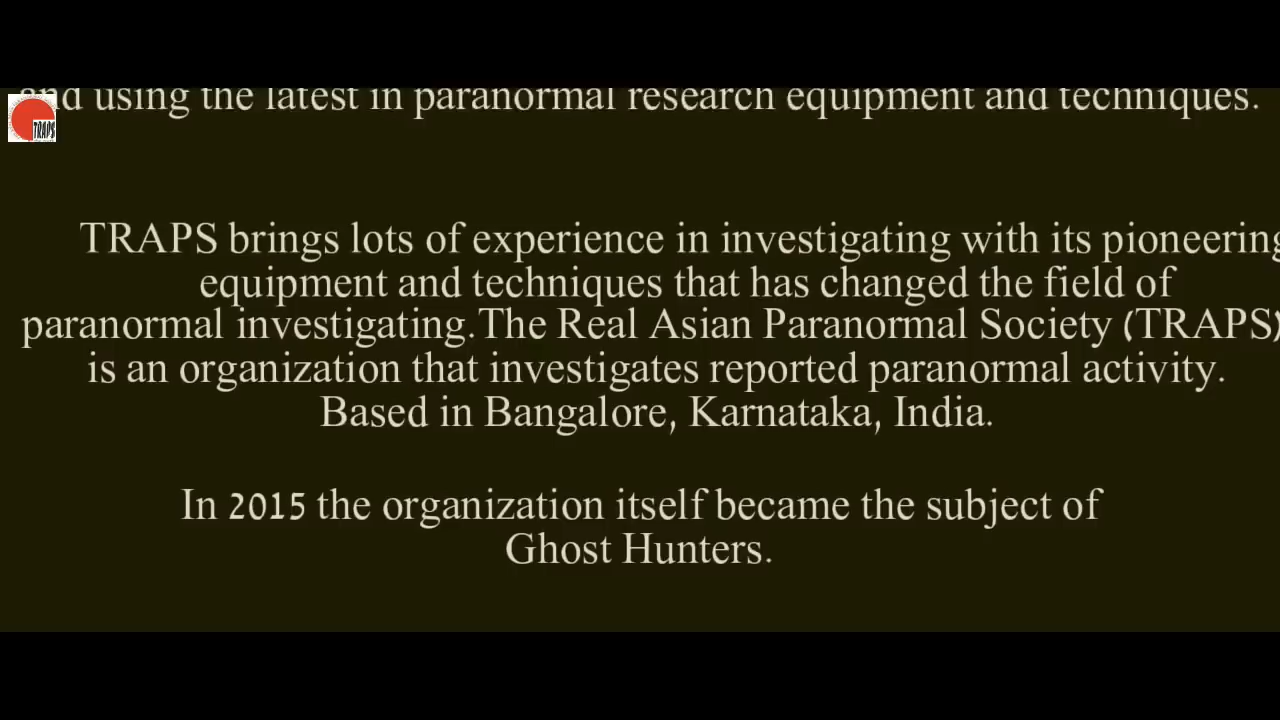 and using the latest in paranormal research equipment and techniques.
TRAPS
TRAPS brings lots of experience in investigating with its pioneering
equipment and techniques that has changed the field of
paranormal investigating.The Real Asian Paranormal Society (TRAPS)
is an organization that investigates reported paranormal activity.
Based in Bangalore, Karnataka, India.
In 2015 the organization itself became the subject of
Ghost Hunters.